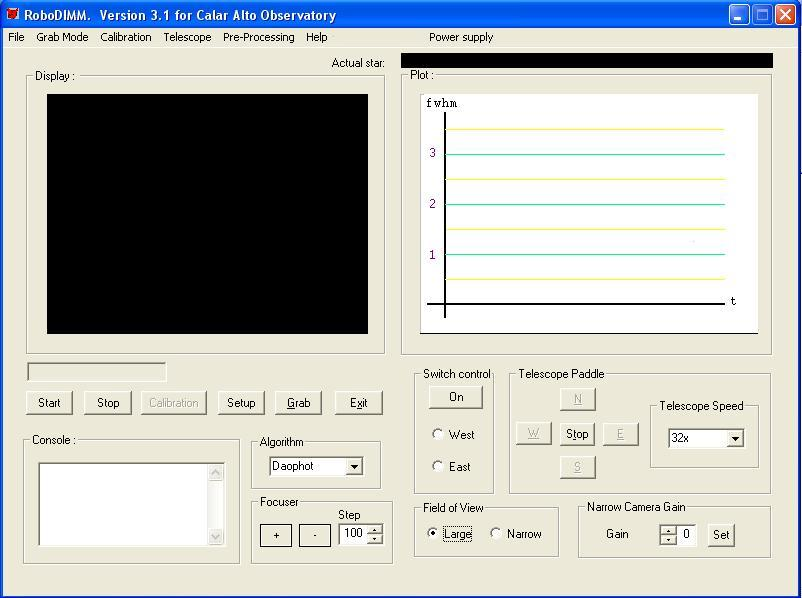 RoboDIMM.  Version 3.1 for Calar Alto Observatory
File  Grab Mode  Calibration  Telescope  Pre-Processing  Help  Power supply
Actual star:
Display :
Plot :
fwhm
3
2
1
t
Switch control
On
West
East
Telescope Paddle
N
W  Stop  E
S
Telescope Speed
32x
Start  Stop  Calibration  Setup  Grab  Exit
Console :
Algorithm
Daophot
Focuser
Step
+  -  100
Field of View
Large  Narrow
Narrow Camera Gain
Gain  0  Set